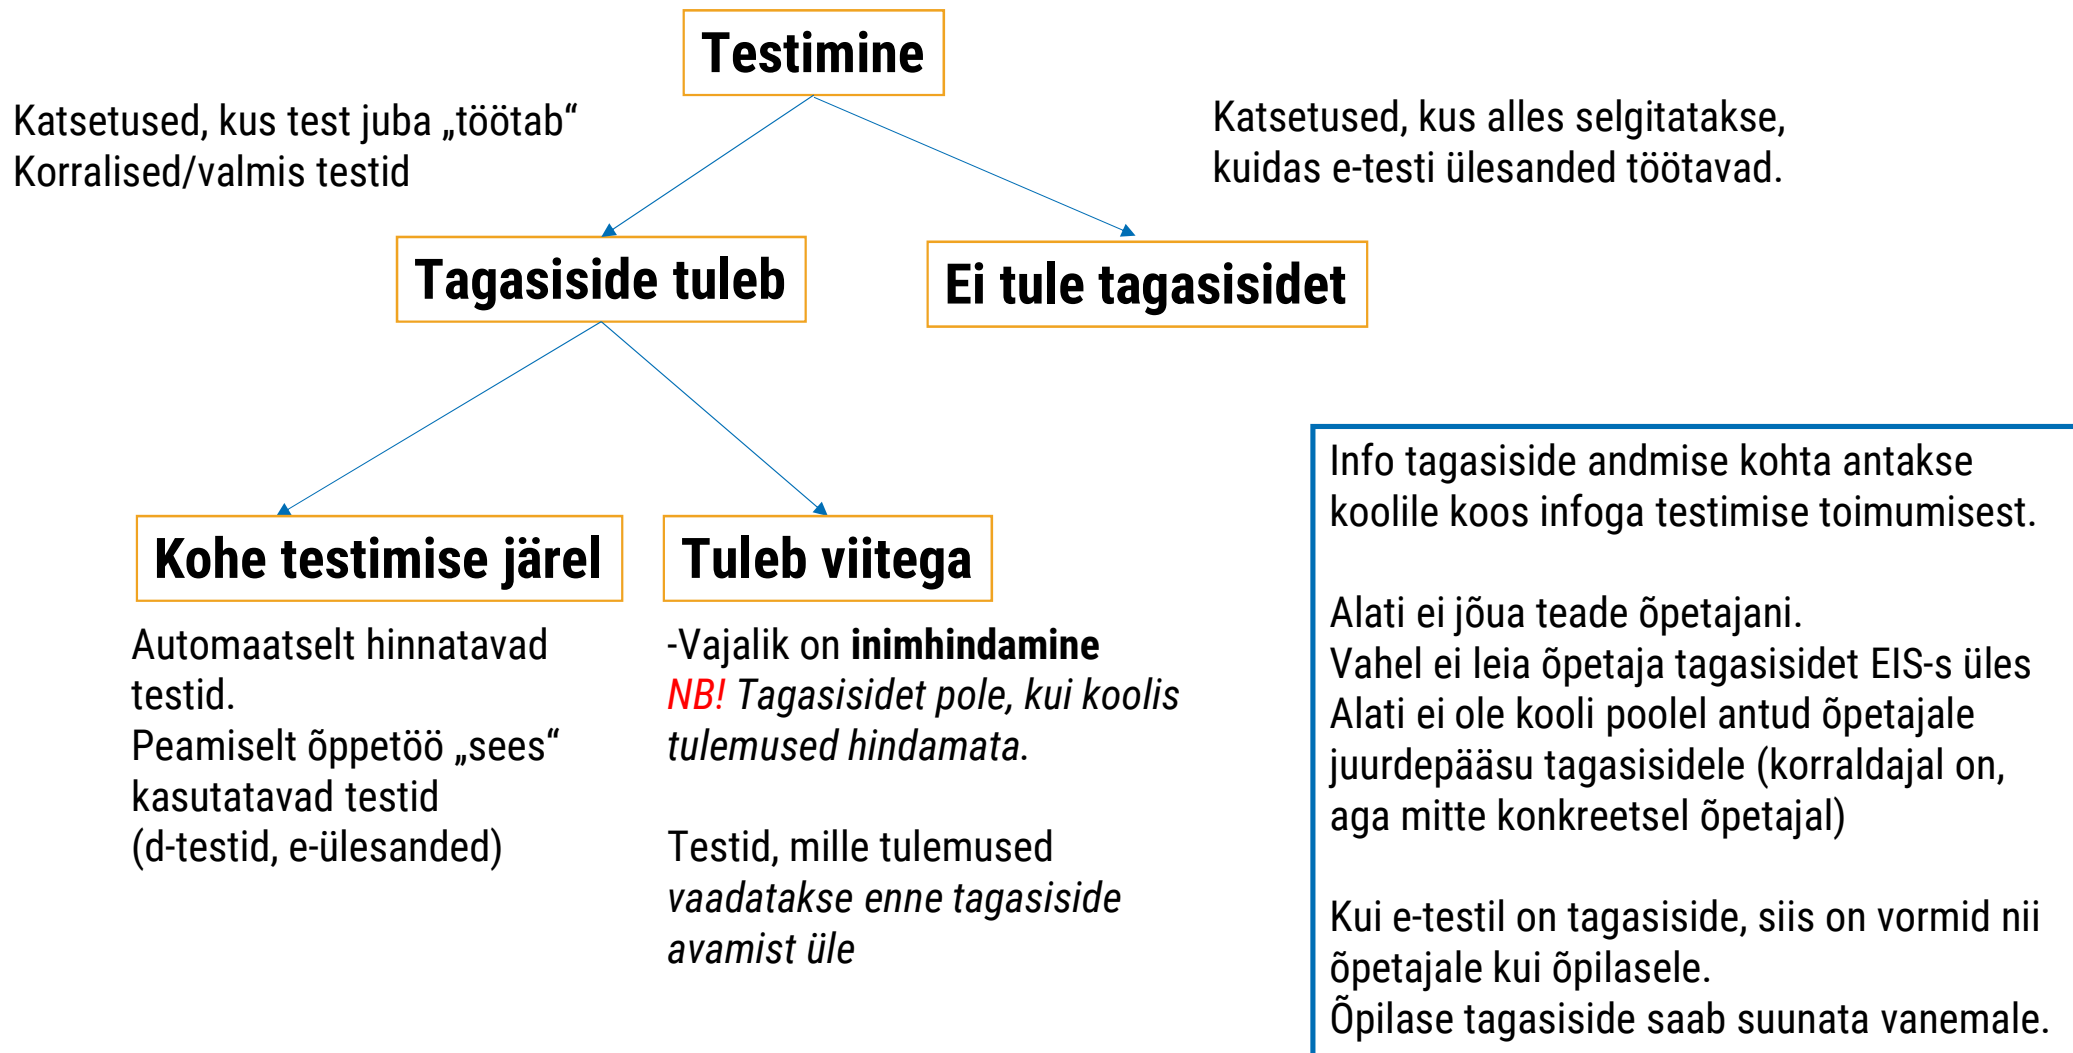 Testimine
Katsetused, kus test juba „töötab“
Korralised/valmis testid
Katsetused, kus alles selgitatakse,
kuidas e-testi ülesanded töötavad.
Tagasiside tuleb
Ei tule tagasisidet
Kohe testimise järel
Tuleb viitega
Automaatselt hinnatavad
testid.
Peamiselt õppetöö „sees“
kasutatavad testid
(d-testid, e-ülesanded)
-Vajalik on inimhindamine
NB! Tagasisidet pole, kui koolis
tulemused hindamata.
Testid, mille tulemused
vaadatakse enne tagasiside
avamist üle
Info tagasiside andmise kohta antakse
koolile koos infoga testimise toimumisest.
Alati ei jõua teade õpetajani.
Vahel ei leia õpetaja tagasisidet EIS-s üles
Alati ei ole kooli poolel antud õpetajale
juurdepääsu tagasisidele (korraldajal on,
aga mitte konkreetsel õpetajal)
Kui e-testil on tagasiside, siis on vormid nii
õpetajale kui õpilasele.
Õpilase tagasiside saab suunata vanemale.